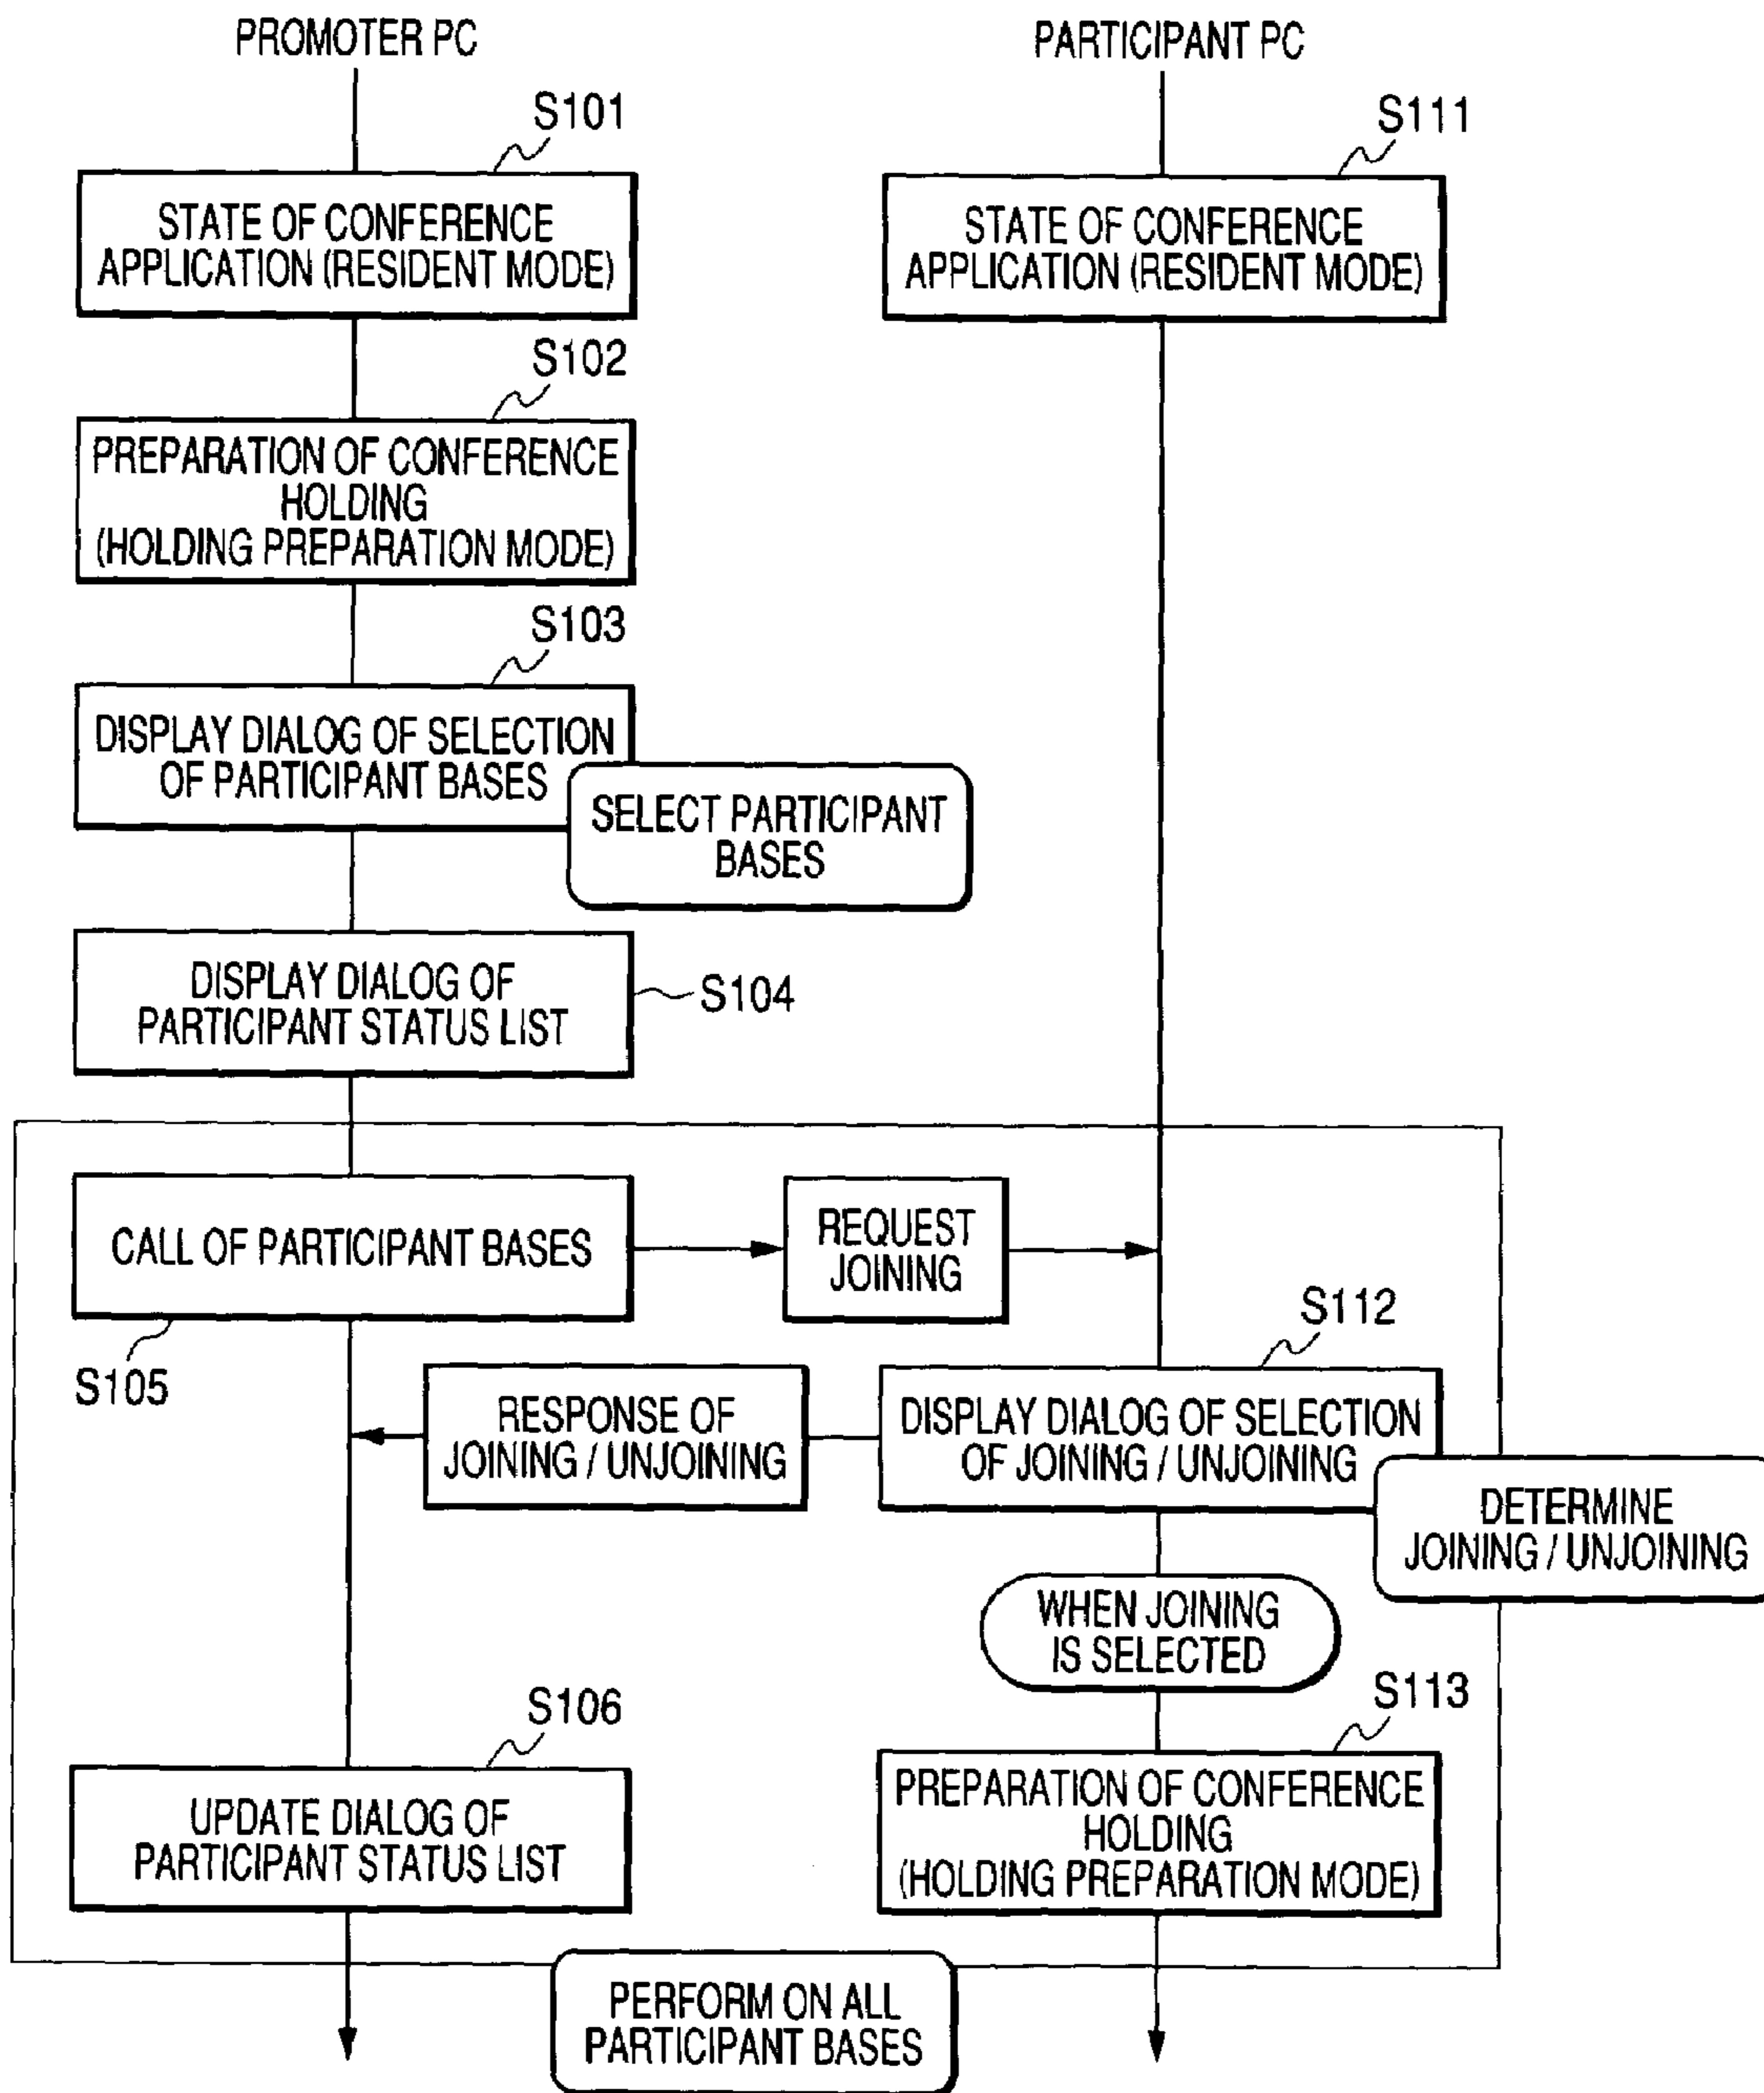 PROMOTER PC
PARTICIPANT PC
S101
S111
STATE OF CONFERENCE
APPLICATION (RESIDENT MODE)
STATE OF CONFERENCE
APPLICATION (RESIDENT MODE)
S102
PREPARATION OF CONFERENCE
HOLDING
(HOLDING PREPARATION MODE)
S103
DISPLAY DIALOG OF SELECTION
OF PARTICIPANT BASES
SELECT PARTICIPANT
BASES
DISPLAY DIALOG OF
PARTICIPANT STATUS LIST
S104
CALL OF PARTICIPANT BASES
REQUEST
JOINING
S105
S112
RESPONSE OF
JOINING / UNJOINING
DISPLAY DIALOG OF SELECTION
OF JOINING / UNJOINING
DETERMINE
JOINING / UNJOINING
WHEN JOINING
IS SELECTED
S106
S113
UPDATE DIALOG OF
PARTICIPANT STATUS LIST
PREPARATION OF CONFERENCE
HOLDING
(HOLDING PREPARATION MODE)
PERFORM ON ALL
PARTICIPANT BASES